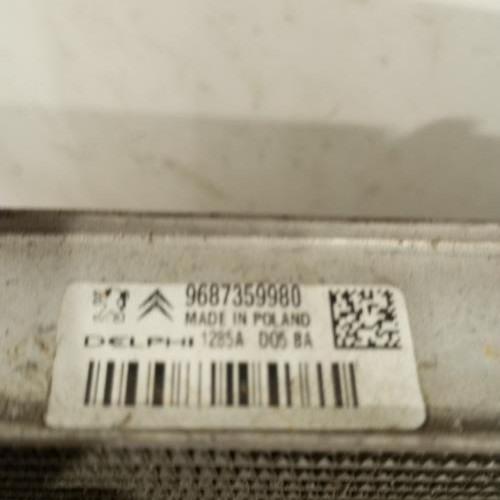 9687359980
MADE IN POLAND
DELPHI 1285A D05 BA